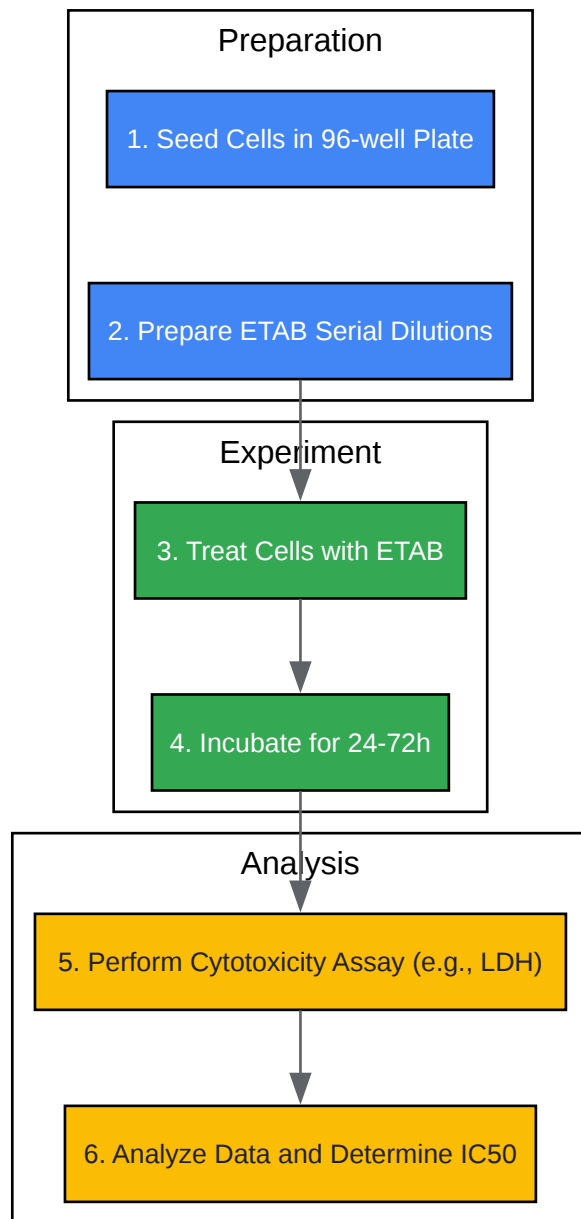 Preparation
1. Seed Cells in 96-well Plate
2. Prepare ETAB Serial Dilutions
Experiment
3. Treat Cells with ETAB
4. Incubate for 24-72h
Analysis
5. Perform Cytotoxicity Assay (e.g., LDH)
6. Analyze Data and Determine IC50